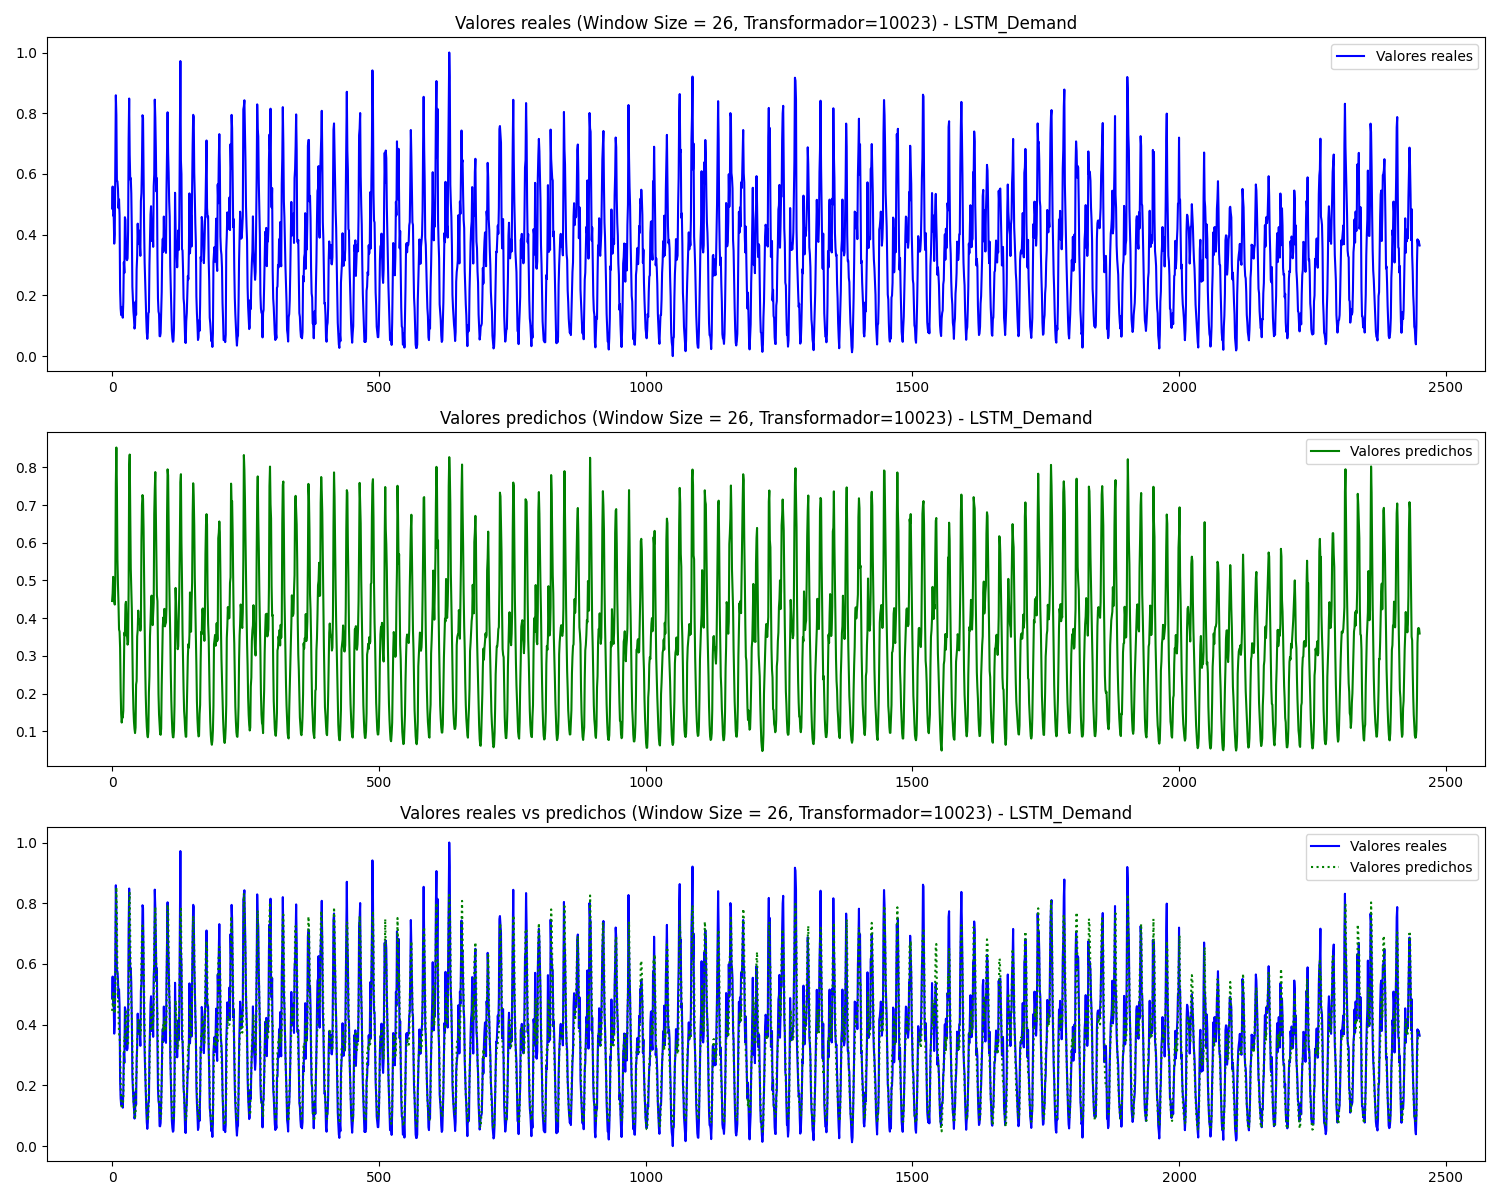 Valores reales (Window Size = 26, Transformador=10023) - LSTM_Demand
Valores reales
1.0
0.8
0.6
0.4
0.2
0.0
0 500 1000 1500 2000 2500
Valores predichos (Window Size = 26, Transformador=10023) - LSTM_Demand
Valores predichos
0.8
0.7
0.6
0.5
0.4
0.3
0.2
0.1
0 500 1000 1500 2000 2500
Valores reales vs predichos (Window Size = 26, Transformador=10023) - LSTM_Demand
Valores reales
Valores predichos
1.0
0.8
0.6
0.4
0.2
0.0
0 500 1000 1500 2000 2500